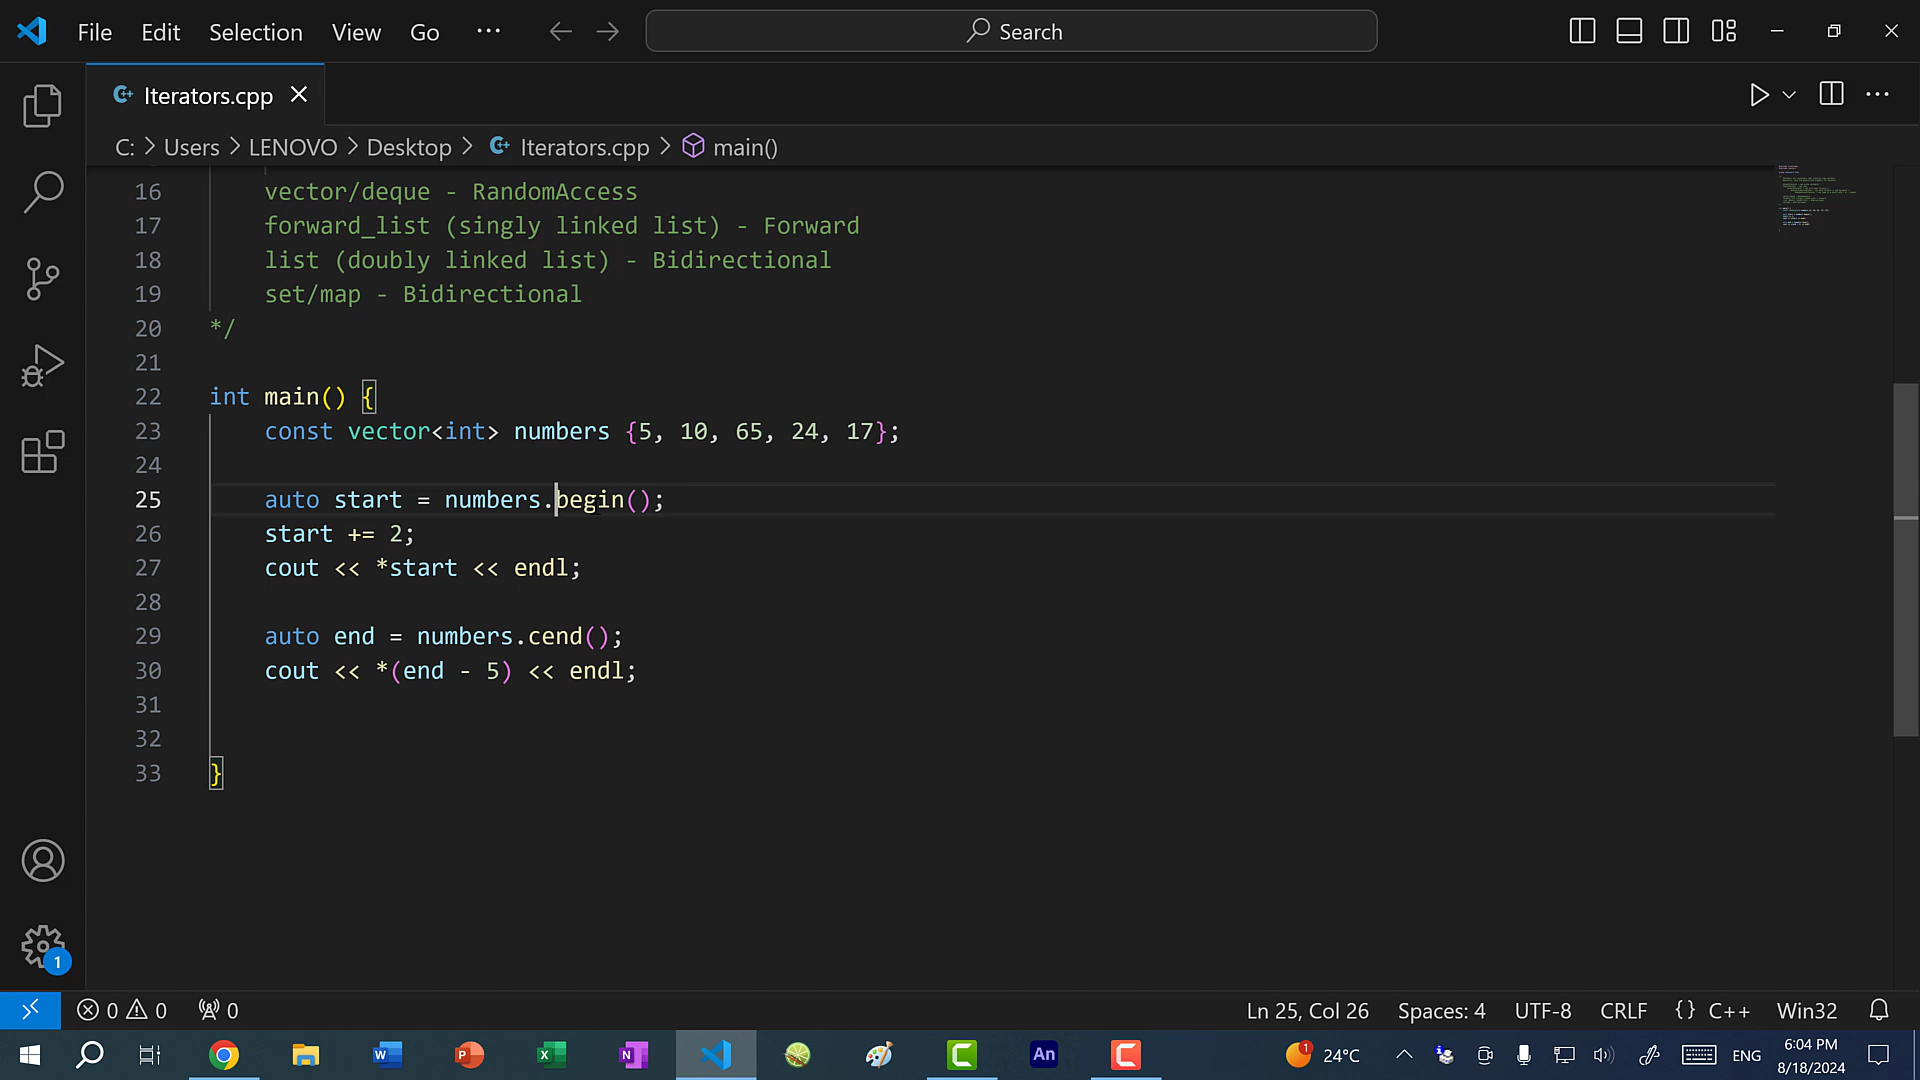 File Edit Selection View Go ··· Search
Iterators.cpp
C: > Users > LENOVO > Desktop > Iterators.cpp > main()
16 vector/deque - RandomAccess
17 forward_list (singly linked list) - Forward
18 list (doubly linked list) - Bidirectional
19 set/map - Bidirectional
20 */
21
22 int main() {
23 const vector<int> numbers {5, 10, 65, 24, 17};
24
25 auto start = numbers.begin();
26 start += 2;
27 cout << *start << endl;
28
29 auto end = numbers.cend();
30 cout << *(end - 5) << endl;
31
32
33 }
1
0 0 0 Ln 25, Col 26 Spaces: 4 UTF-8 CRLF {} C++ Win32
W P X N An 1 24°C ENG 6:04 PM
8/18/2024